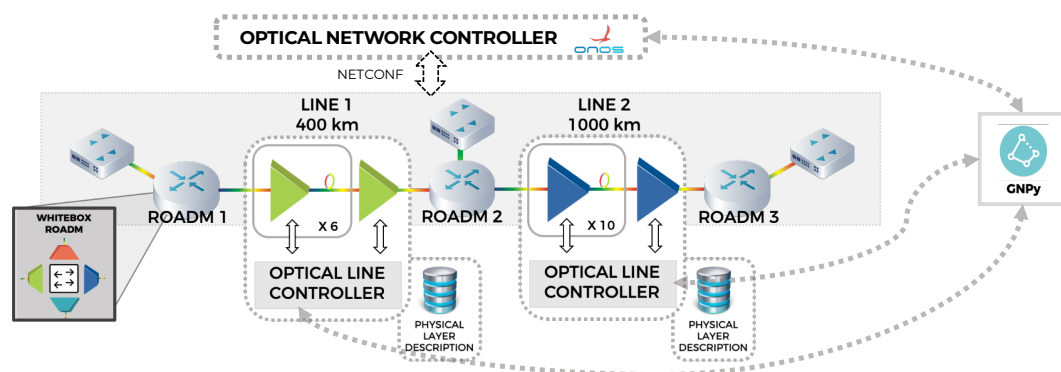 OPTICAL NETWORK CONTROLLER
onos
NETCONF
LINE 1
400 km
LINE 2
1000 km
ROADM 1
X 6
ROADM 2
X 10
ROADM 3
GNPy
WHITEBOX
ROADM
OPTICAL LINE
CONTROLLER
PHYSICAL
LAYER
DESCRIPTION
OPTICAL LINE
CONTROLLER
PHYSICAL
LAYER
DESCRIPTION